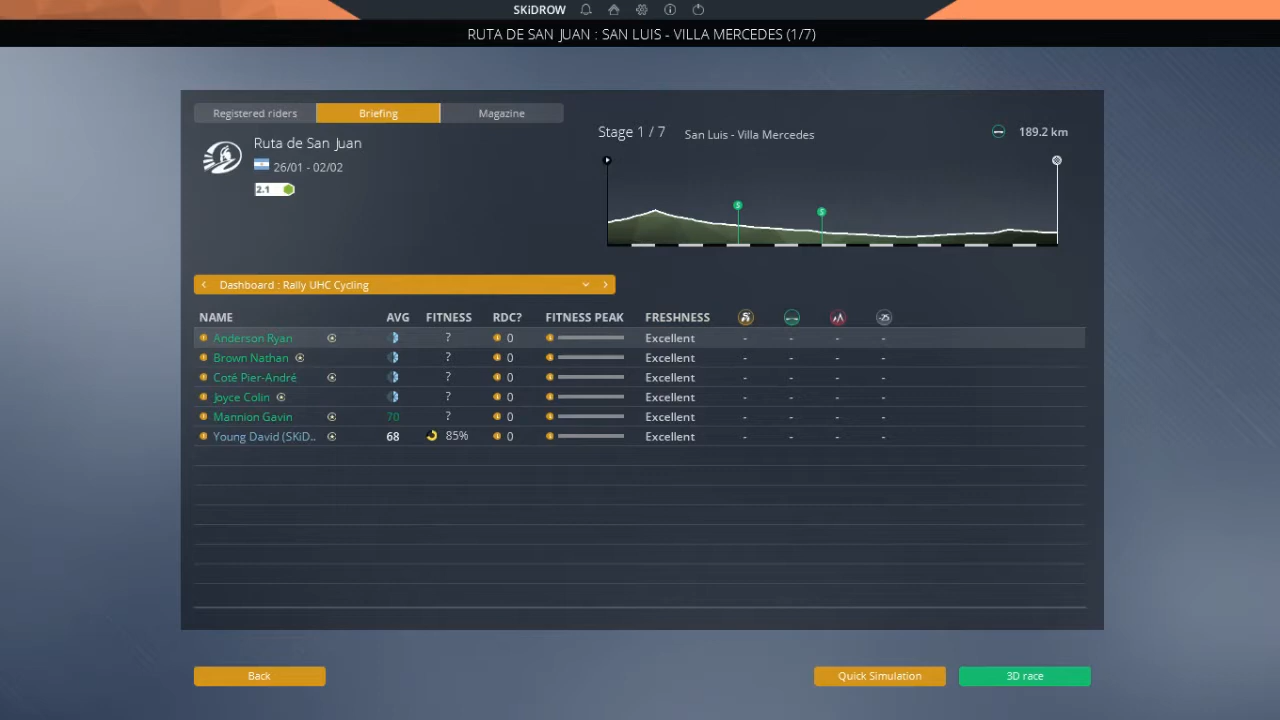 SKiDROW
RUTA DE SAN JUAN : SAN LUIS - VILLA MERCEDES (1/7)
Registered riders Briefing Magazine
Ruta de San Juan
26/01 - 02/02
2.1
Stage 1 / 7 San Luis - Villa Mercedes 189.2 km
S S
Dashboard : Rally UHC Cycling
NAME AVG FITNESS RDC? FITNESS PEAK FRESHNESS
Anderson Ryan ? 0 Excellent - - - -
Brown Nathan ? 0 Excellent - - - -
Coté Pier-André ? 0 Excellent - - - -
Joyce Colin ? 0 Excellent - - - -
Mannion Gavin 70 ? 0 Excellent - - - -
Young David (SKiD.. 68 85% 0 Excellent - - - -
Back Quick Simulation 3D race